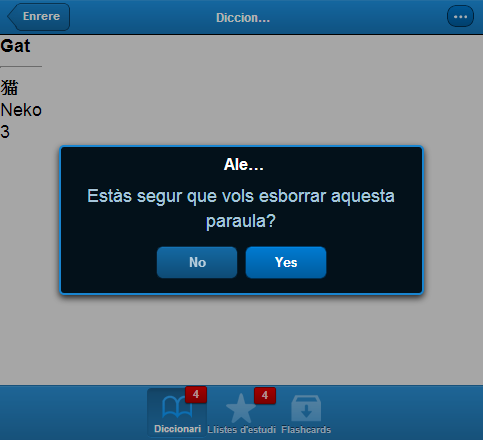 Enrere
Diccion...
Gat
猫
Neko
3
Ale...
Estàs segur que vols esborrar aquesta
paraula?
No
Yes
4
4
Diccionari
Llistes d'estudi
Flashcards